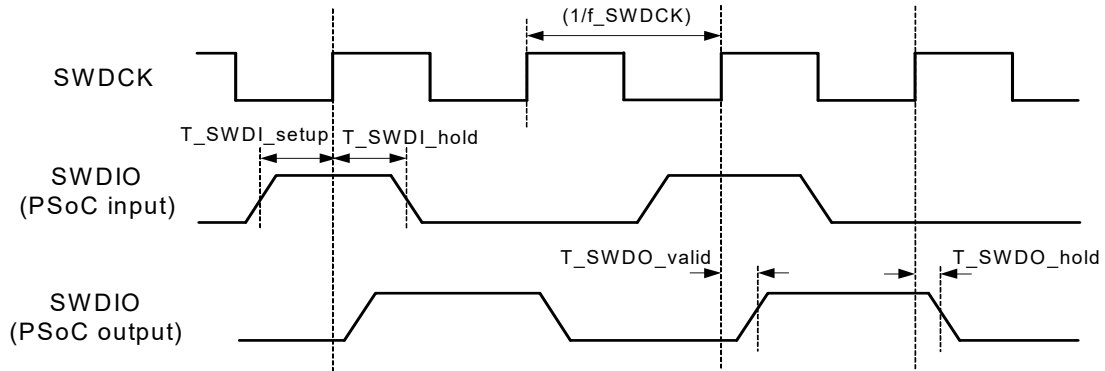 (1/f_SWDCK)
SWDCK
T_SWDI_setup T_SWDI_hold
SWDIO
(PSoC input)
T_SWDO_valid T_SWDO_hold
SWDIO
(PSoC output)